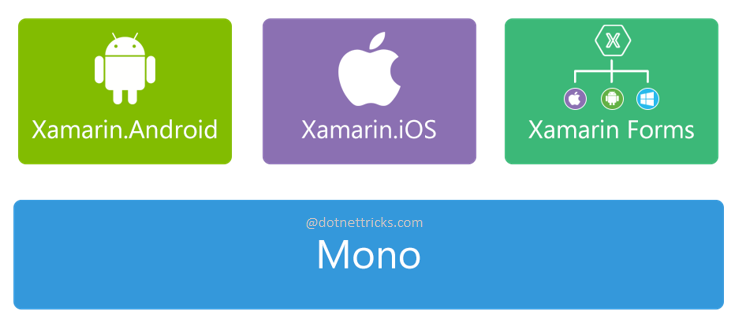 Xamarin.Android
Xamarin.iOS
Xamarin Forms
@dotnettricks.com
Mono